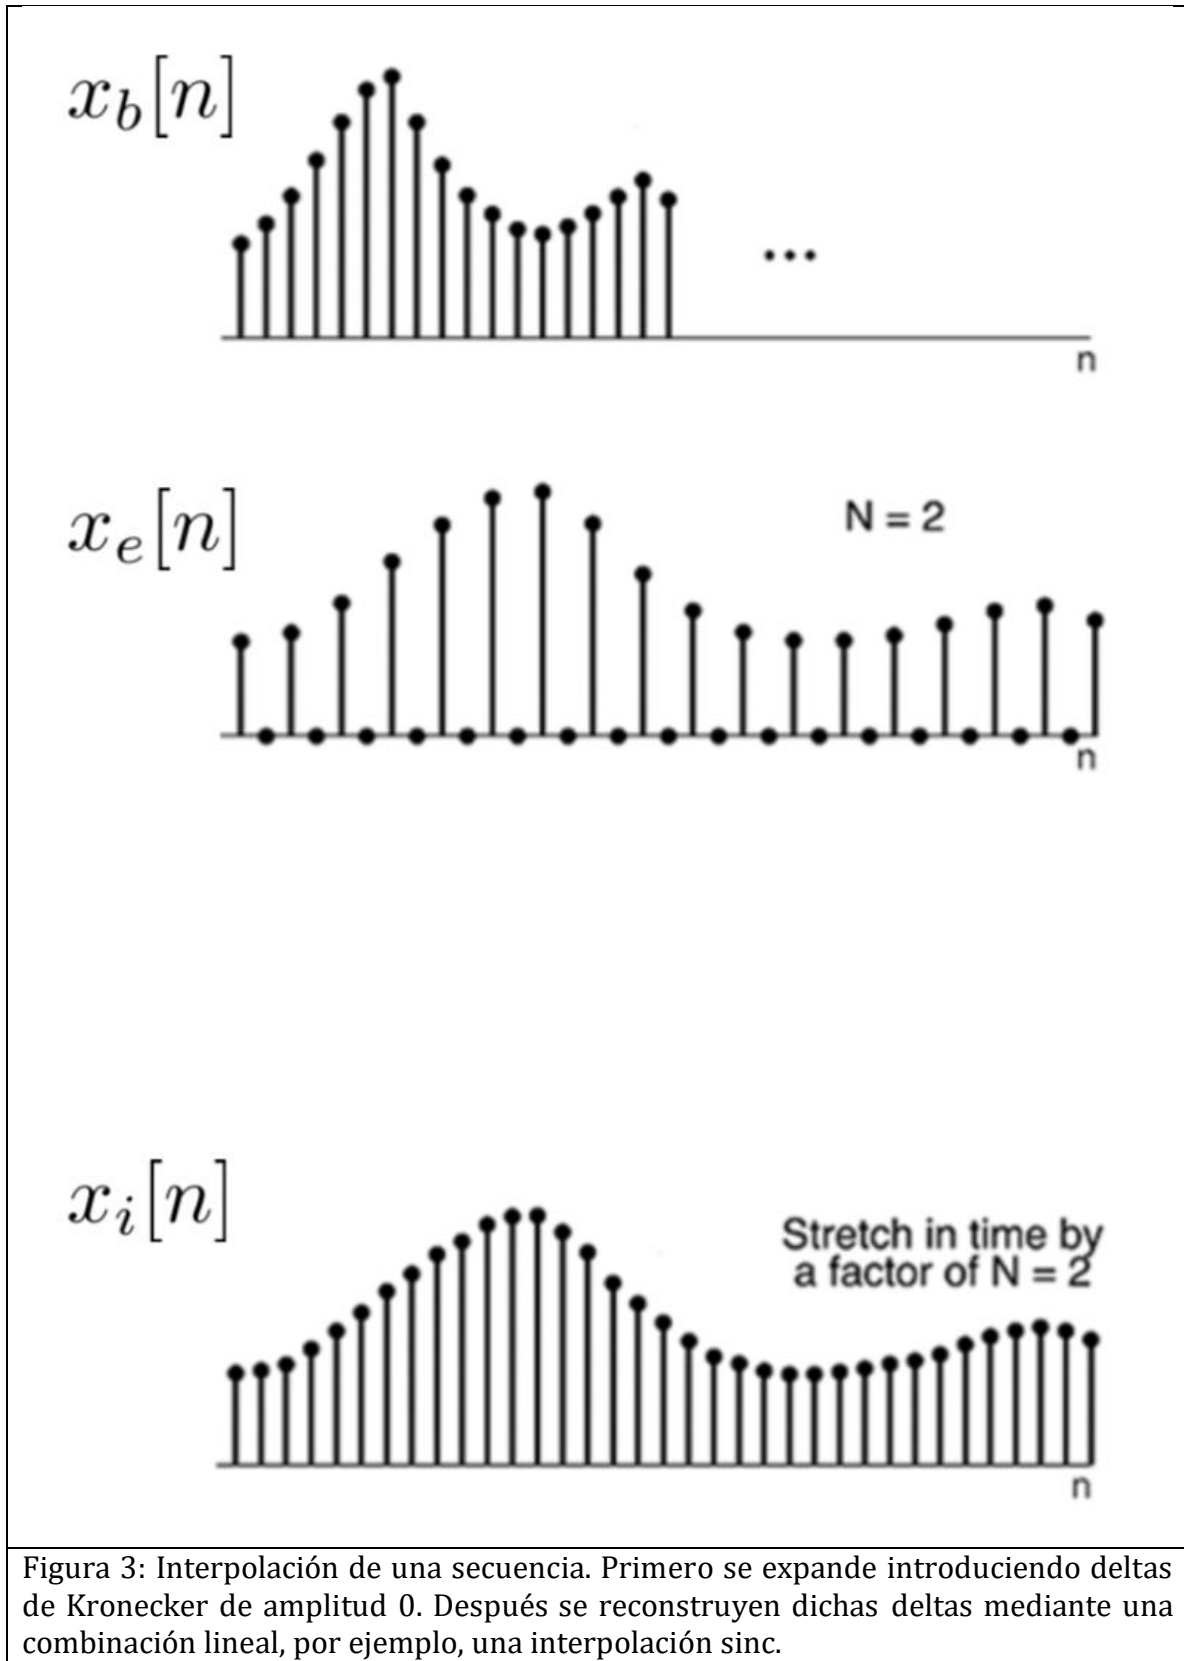 x_b[n]
...
n
x_e[n]
N = 2
n
x_i[n]
Stretch in time by
a factor of N = 2
n
Figura 3: Interpolación de una secuencia. Primero se expande introduciendo deltas
de Kronecker de amplitud 0. Después se reconstruyen dichas deltas mediante una
combinación lineal, por ejemplo, una interpolación sinc.